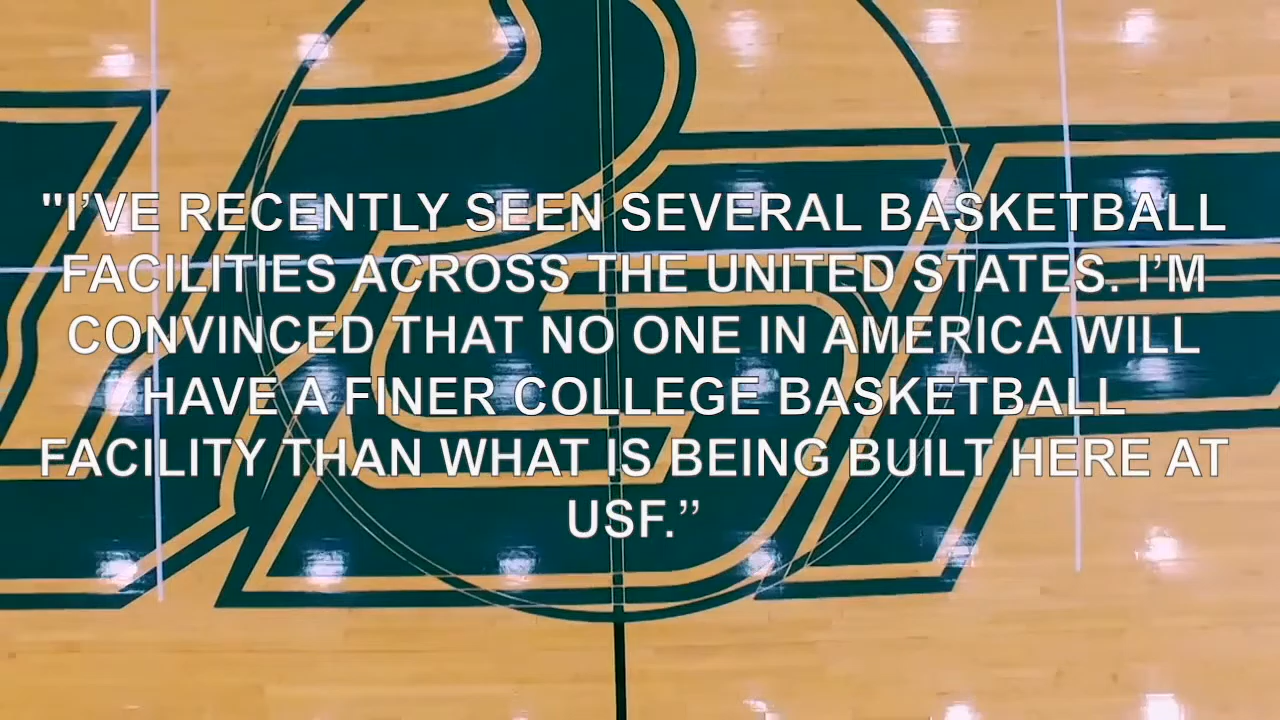 "I’VE RECENTLY SEEN SEVERAL BASKETBALL
FACILITIES ACROSS THE UNITED STATES. I’M
CONVINCED THAT NO ONE IN AMERICA WILL
HAVE A FINER COLLEGE BASKETBALL
FACILITY THAN WHAT IS BEING BUILT HERE AT
USF.”
USF